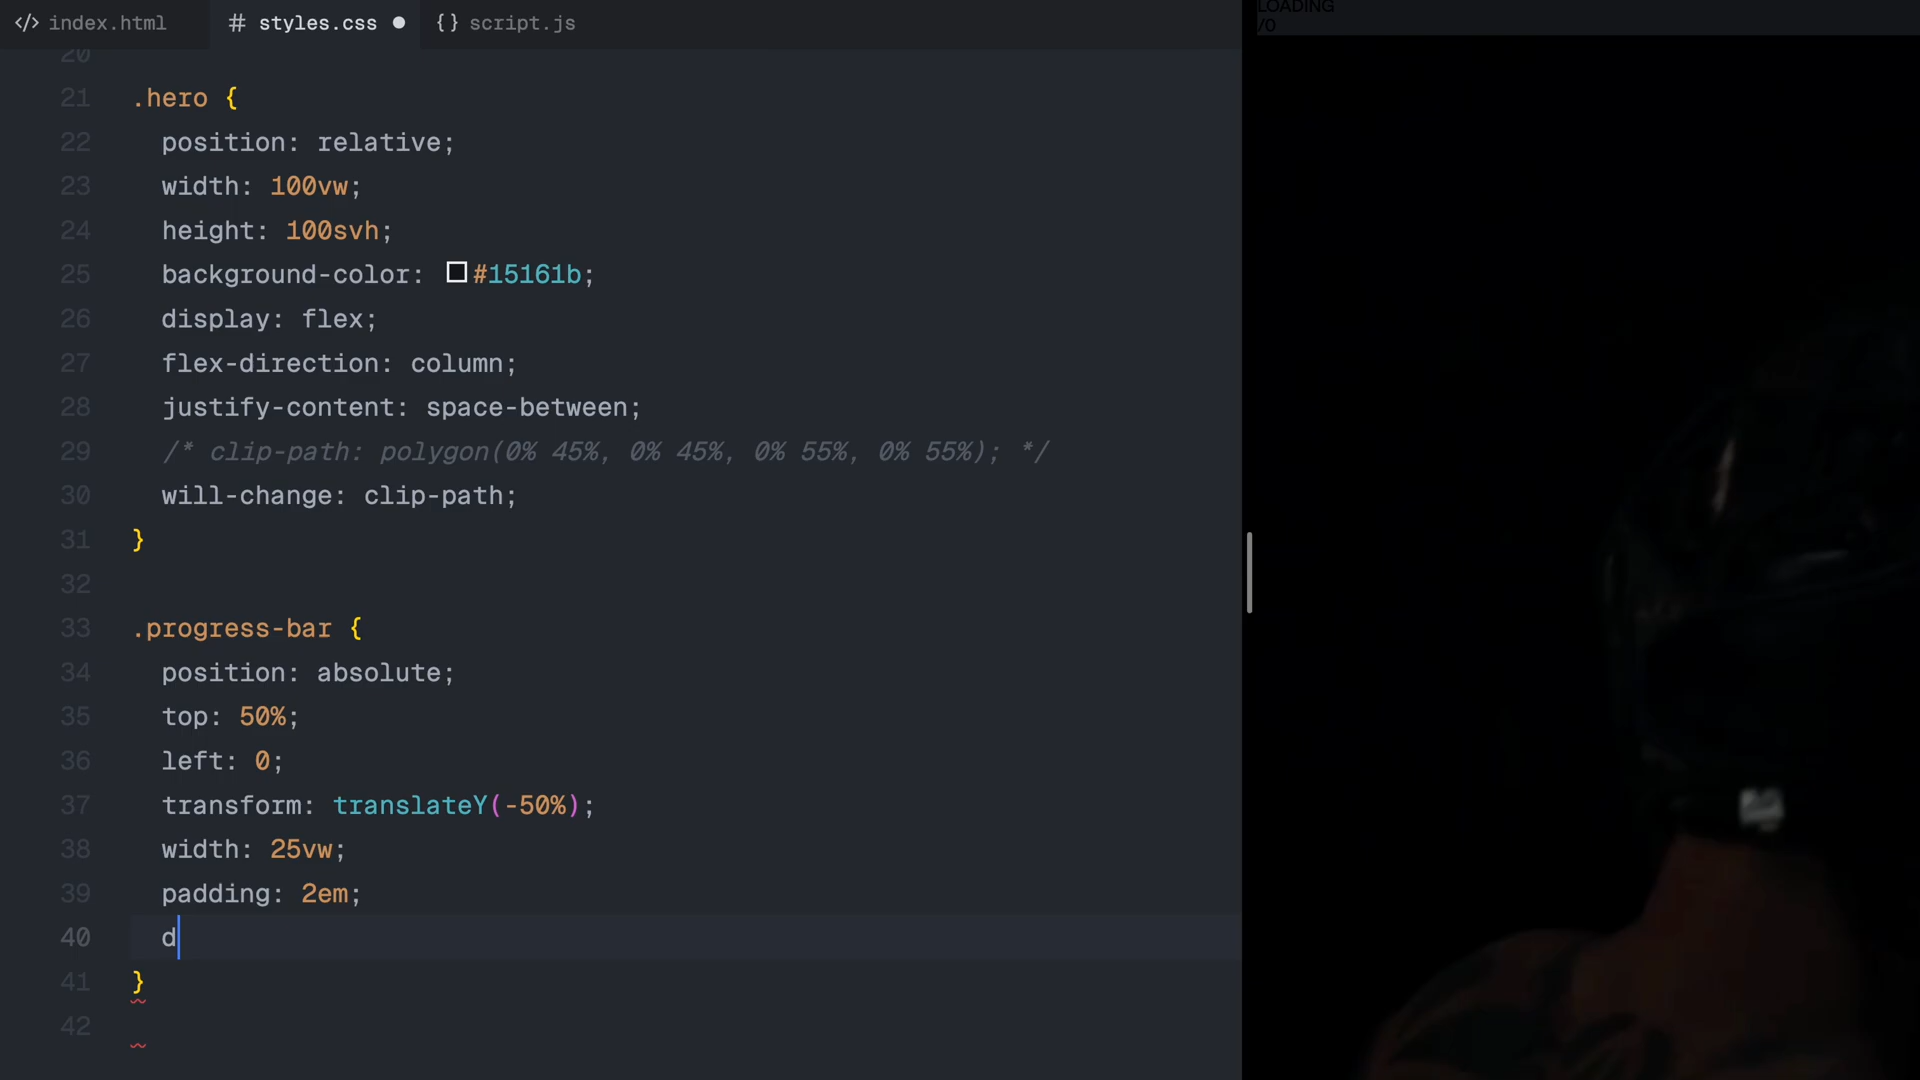 </> index.html # styles.css ● {} script.js
20
21 .hero {
22 position: relative;
23 width: 100vw;
24 height: 100svh;
25 background-color: #15161b;
26 display: flex;
27 flex-direction: column;
28 justify-content: space-between;
29 /* clip-path: polygon(0% 45%, 0% 45%, 0% 55%, 0% 55%); */
30 will-change: clip-path;
31 }
32
33 .progress-bar {
34 position: absolute;
35 top: 50%;
36 left: 0;
37 transform: translateY(-50%);
38 width: 25vw;
39 padding: 2em;
40 d
41 }
42
LOADING
/0